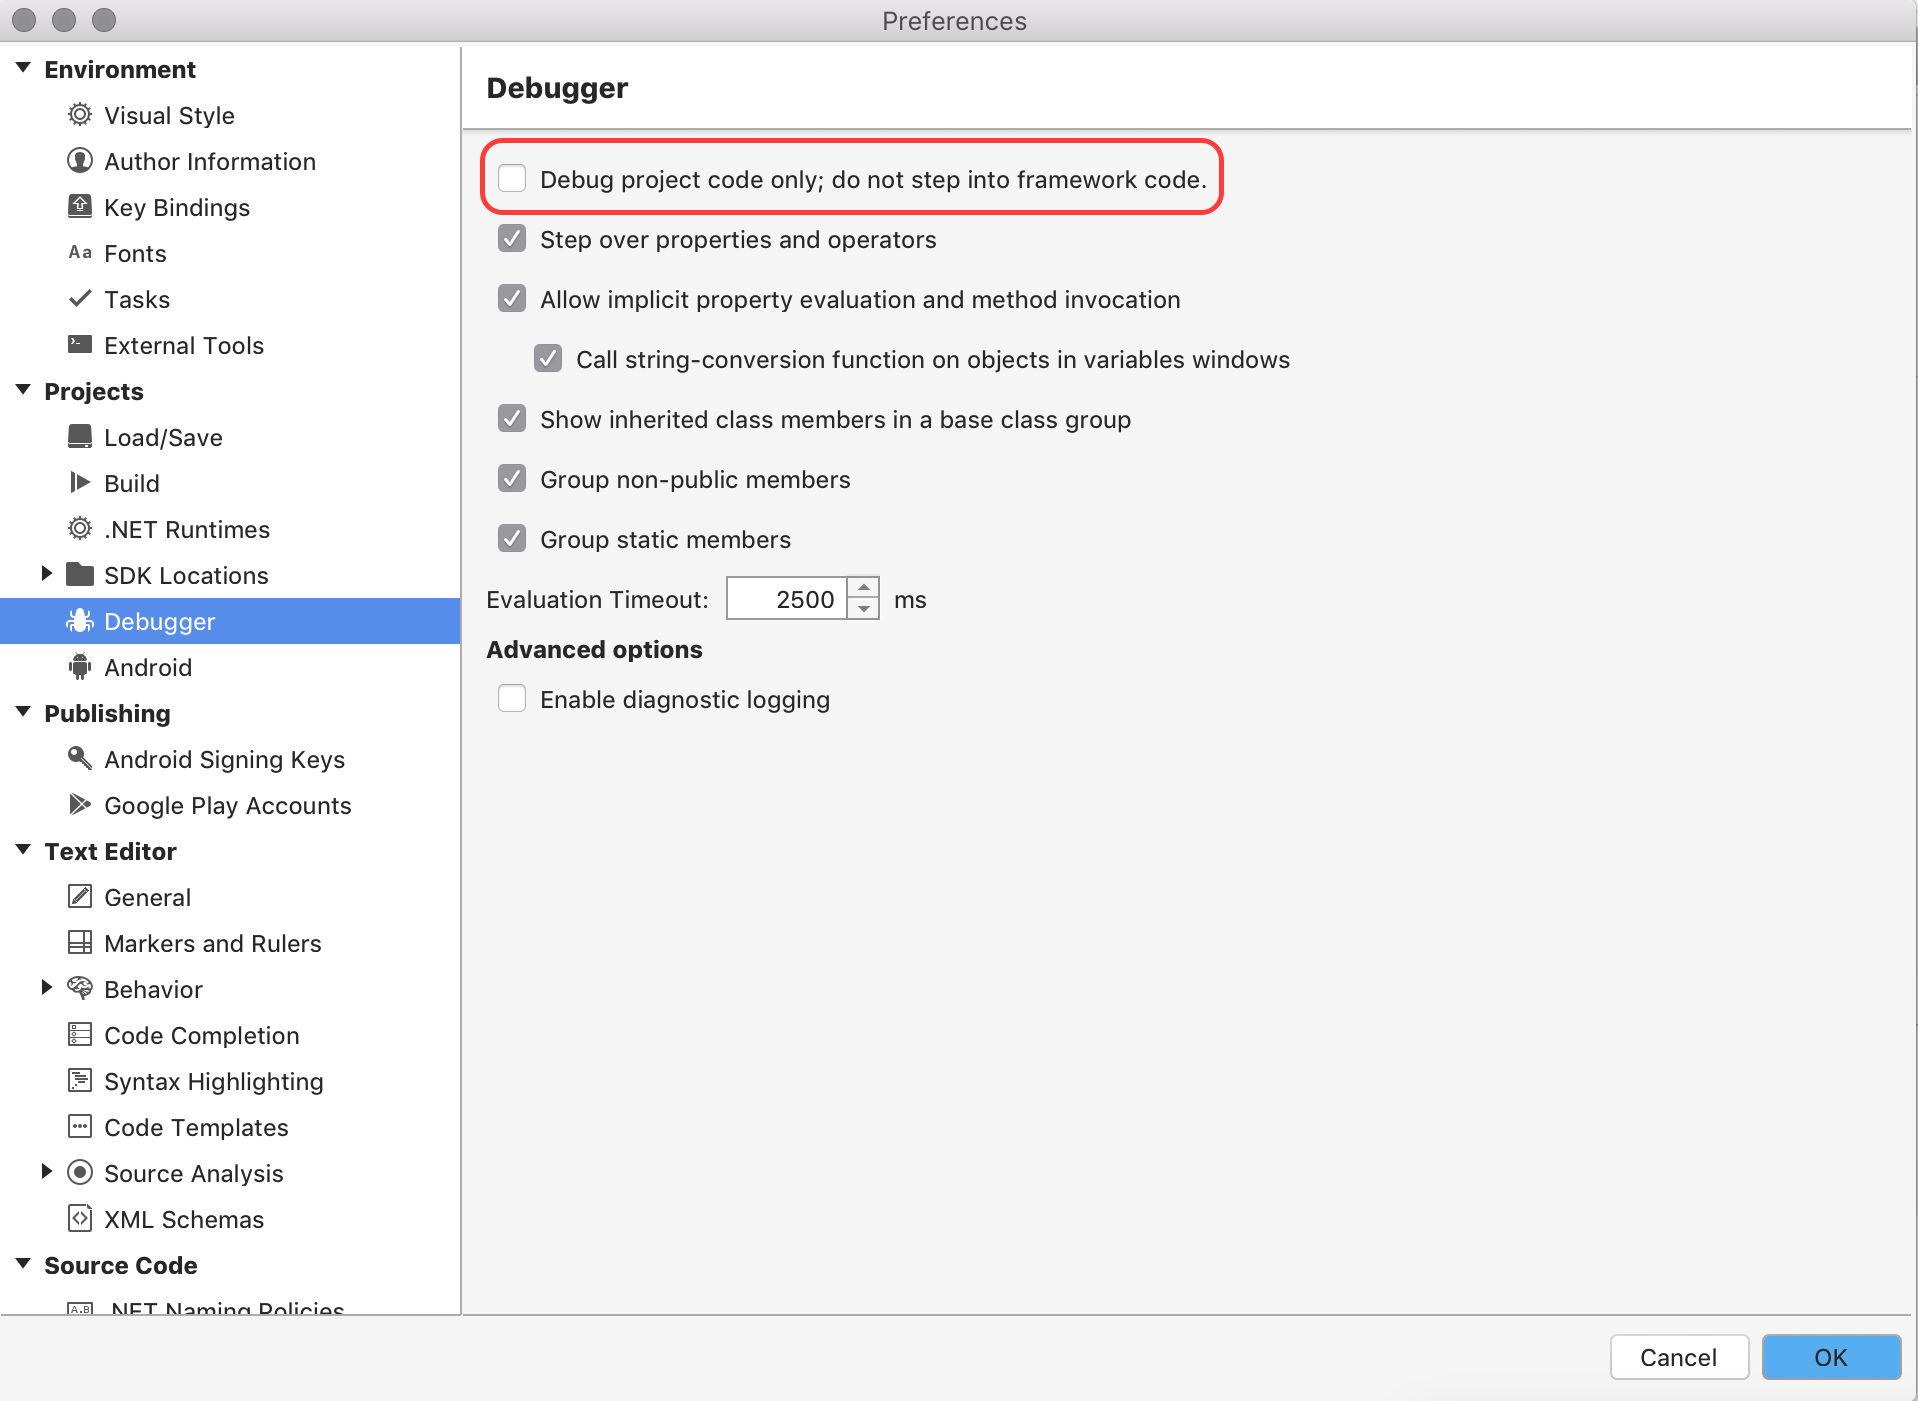 Preferences
Environment
Visual Style
Author Information
Key Bindings
Aa Fonts
Tasks
External Tools
Projects
Load/Save
Build
.NET Runtimes
SDK Locations
Debugger
Android
Publishing
Android Signing Keys
Google Play Accounts
Text Editor
General
Markers and Rulers
Behavior
Code Completion
Syntax Highlighting
Code Templates
Source Analysis
XML Schemas
Source Code
A.B .NET Naming Policies
Debugger
Debug project code only; do not step into framework code.
Step over properties and operators
Allow implicit property evaluation and method invocation
Call string-conversion function on objects in variables windows
Show inherited class members in a base class group
Group non-public members
Group static members
Evaluation Timeout: 2500 ms
Advanced options
Enable diagnostic logging
Cancel OK